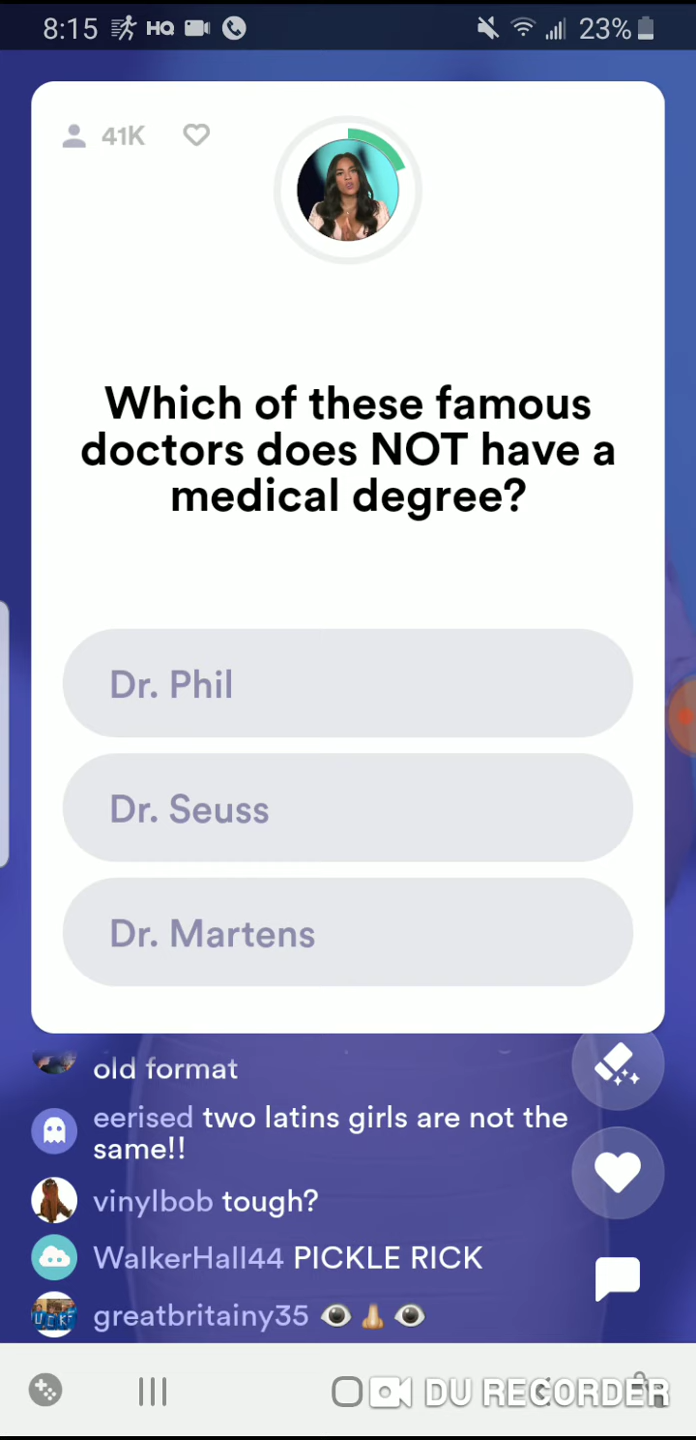 8:15 HQ 23%
41K
Which of these famous
doctors does NOT have a
medical degree?
Dr. Phil
Dr. Seuss
Dr. Martens
old format
eerised two latins girls are not the
same!!
vinylbob tough?
WalkerHall44 PICKLE RICK
greatbritainy35
DU RECORDER